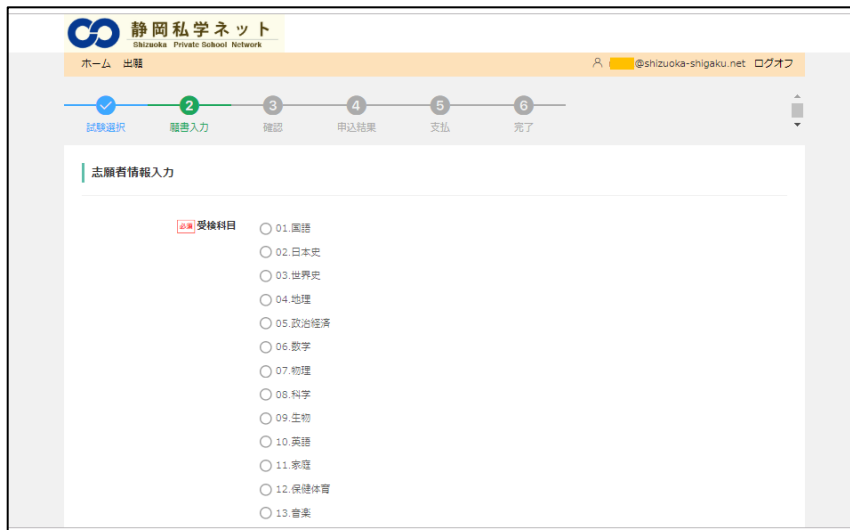 静岡私学ネット
Shizuoka Private School Network
ホーム 出願 @shizuoka-shigaku.net ログオフ
2 3 4 5 6
試験選択 願書入力 確認 申込結果 支払 完了
志願者情報入力
必須 受検科目
01.国語
02.日本史
03.世界史
04.地理
05.政治経済
06.数学
07.物理
08.科学
09.生物
10.英語
11.家庭
12.保健体育
13.音楽